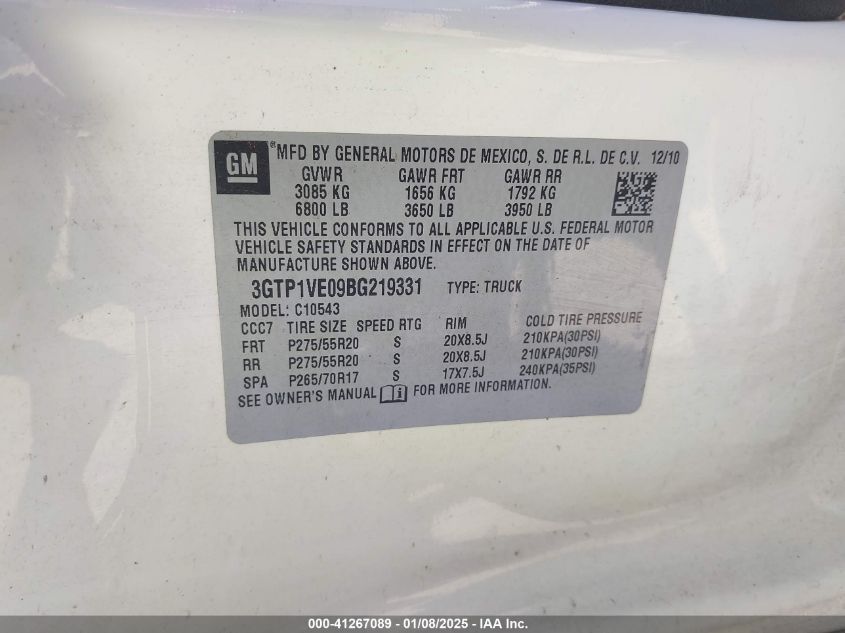 GM ®MFD BY GENERAL MOTORS DE MEXICO, S. DE R.L. DE C.V. 12/10
GVWR GAWR FRT GAWR RR
3085 KG 1656 KG 1792 KG
6800 LB 3650 LB 3950 LB
THIS VEHICLE CONFORMS TO ALL APPLICABLE U.S. FEDERAL MOTOR
VEHICLE SAFETY STANDARDS IN EFFECT ON THE DATE OF
MANUFACTURE SHOWN ABOVE.
3GTP1VE09BG219331 TYPE: TRUCK
MODEL: C10543
CCC7 TIRE SIZE SPEED RTG RIM COLD TIRE PRESSURE
FRT P275/55R20 S 20X8.5J 210KPA(30PSI)
RR P275/55R20 S 20X8.5J 210KPA(30PSI)
SPA P265/70R17 S 17X7.5J 240KPA(35PSI)
SEE OWNER'S MANUAL i FOR MORE INFORMATION.
000-41267089 - 01/08/2025 - IAA Inc.